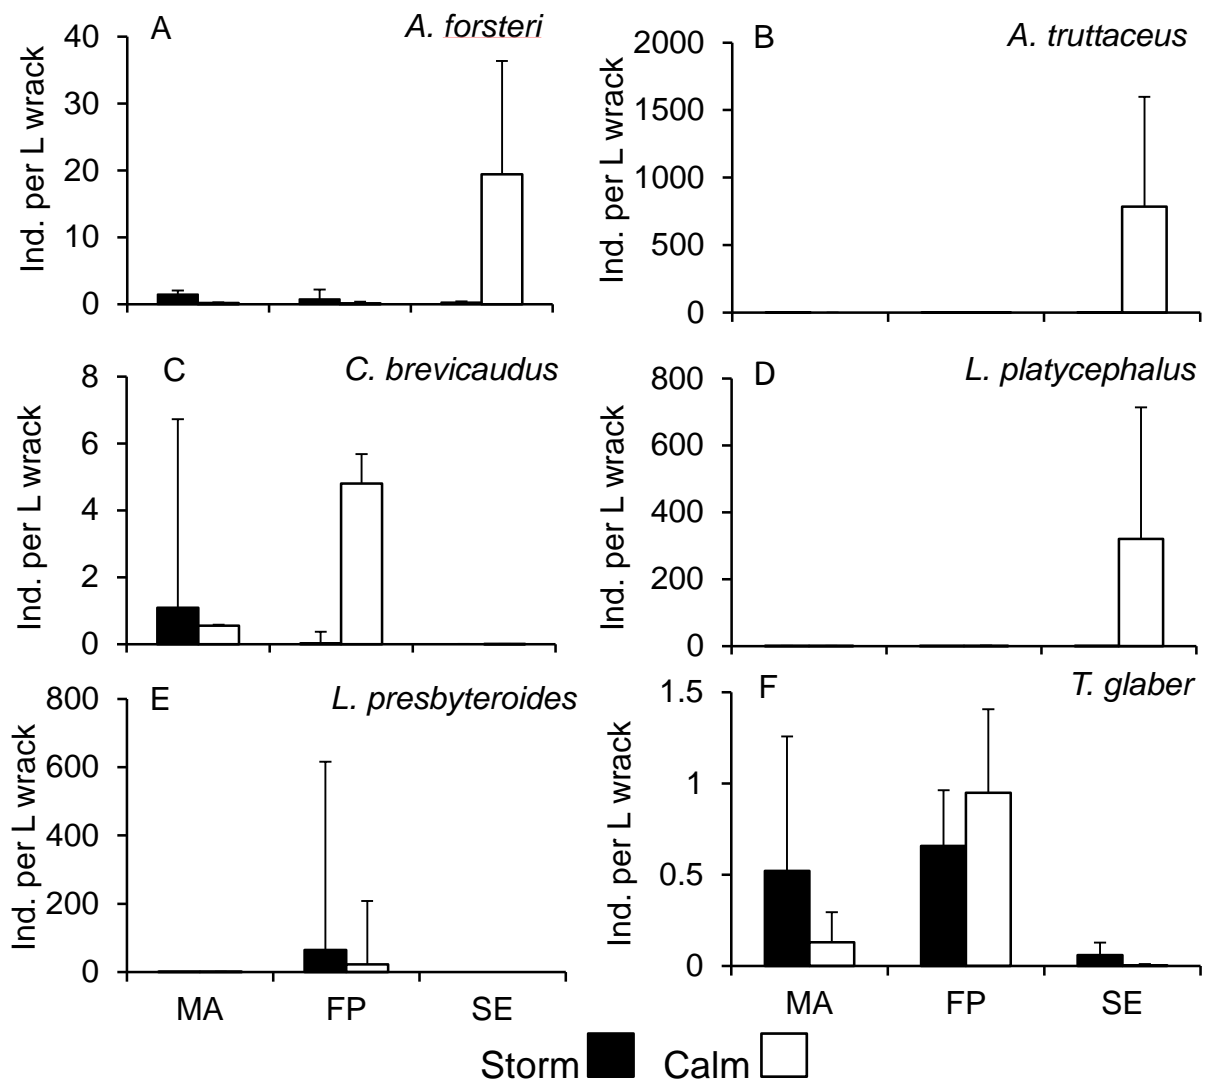 A
A. forsteri
Ind. per L wrack
40
30
20
10
0
B
A. truttaceus
Ind. per L wrack
2000
1500
1000
500
0
C
C. brevicaudus
Ind. per L wrack
8
6
4
2
0
D
L. platycephalus
Ind. per L wrack
800
600
400
200
0
E
L. presbyteroides
Ind. per L wrack
800
600
400
200
0
MA FP SE
F
T. glaber
Ind. per L wrack
1.5
1
0.5
0
MA FP SE
Storm Calm